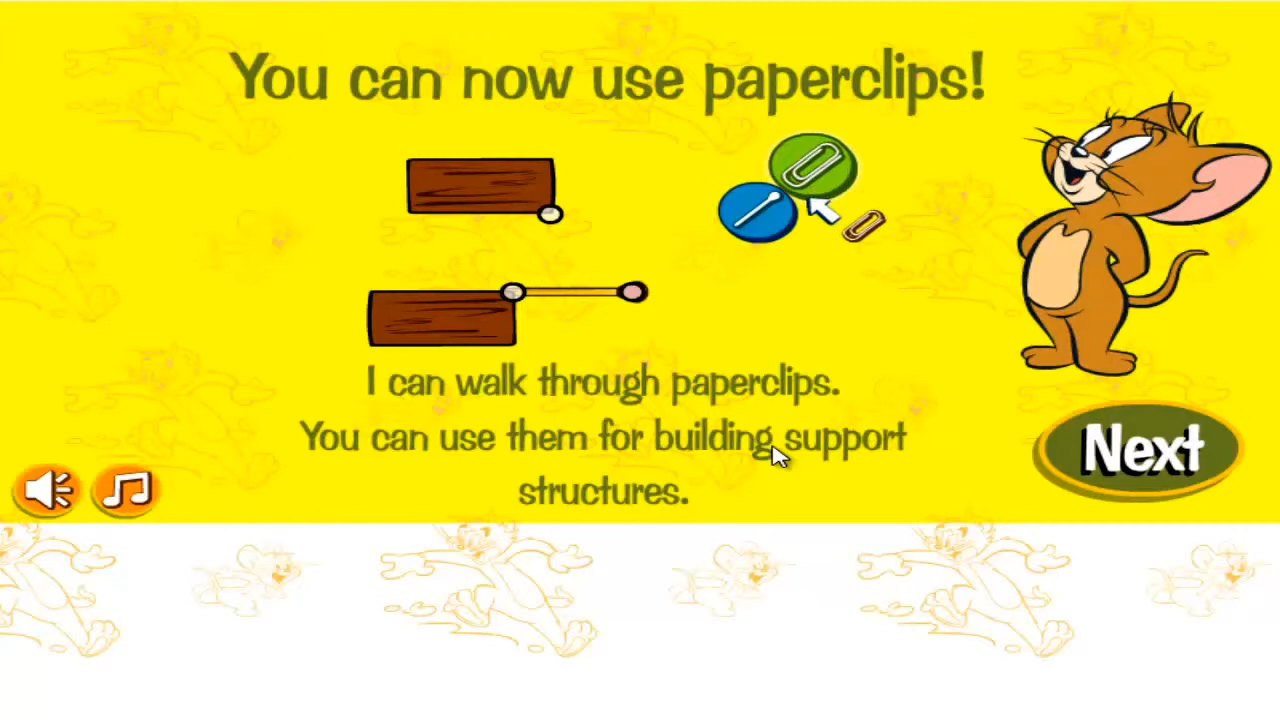 You can now use paperclips!
I can walk through paperclips.
You can use them for building support
structures.
Next